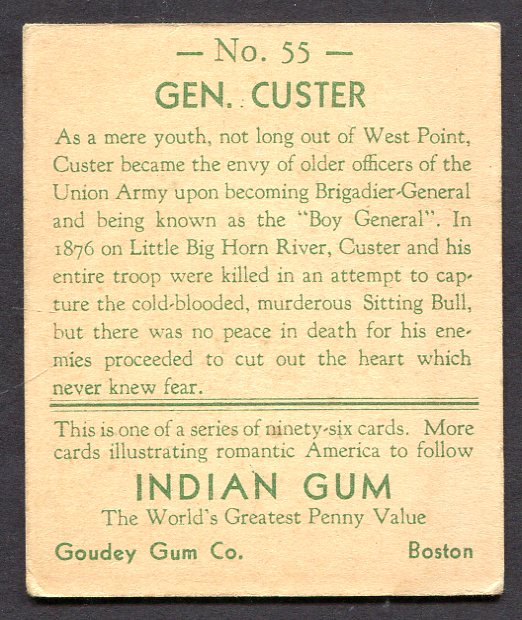 — No. 55 —
GEN. CUSTER
As a mere youth, not long out of West Point,
Custer became the envy of older officers of the
Union Army upon becoming Brigadier-General
and being known as the "Boy General". In
1876 on Little Big Horn River, Custer and his
entire troop were killed in an attempt to cap-
ture the cold-blooded, murderous Sitting Bull,
but there was no peace in death for his ene-
mies proceeded to cut out the heart which
never knew fear.
This is one of a series of ninety-six cards. More
cards illustrating romantic America to follow
INDIAN GUM
The World's Greatest Penny Value
Goudey Gum Co. Boston